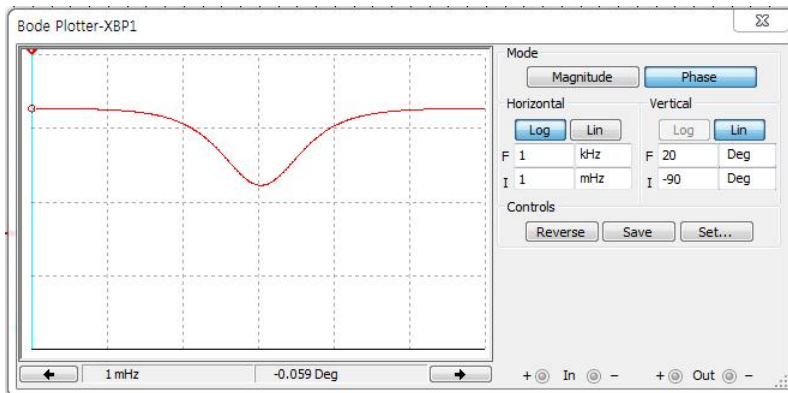 Bode Plotter-XBP1
Mode
Magnitude Phase
Horizontal Vertical
Log Lin Log Lin
F 1 kHz F 20 Deg
I 1 mHz I -90 Deg
Controls
Reverse Save Set...
1 mHz -0.059 Deg
+ In - + Out -